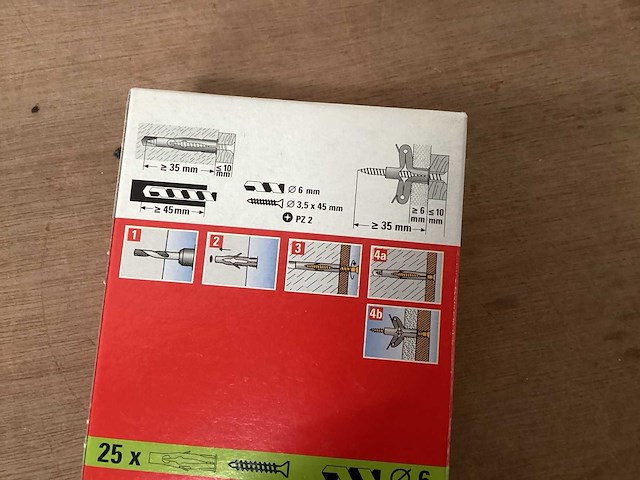 ≥ 35 mm
≤ 10
mm
≥ 45 mm
Ø 6 mm
Ø 3,5 x 45 mm
PZ 2
≥ 35 mm
≥ 6
mm
≤ 10
mm
1
2
3
4a
4b
25 x
Ø 6